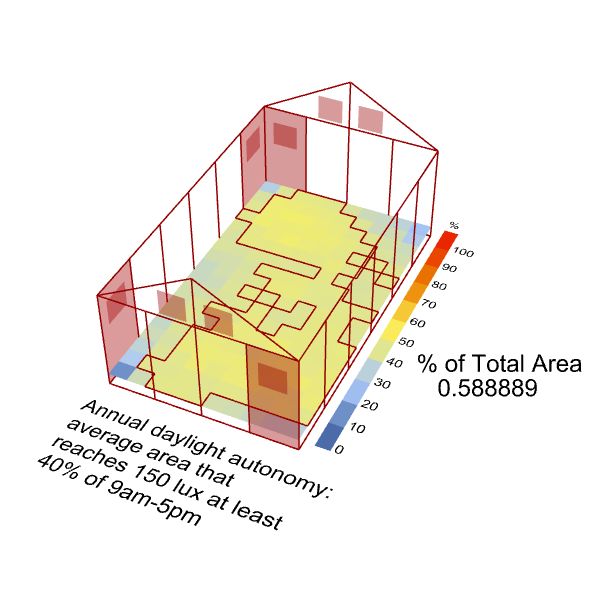 %
100
90
80
70
60
50
40
30
20
10
0
% of Total Area
0.588889
Annual daylight autonomy:
average area that
reaches 150 lux at least
40% of 9am-5pm